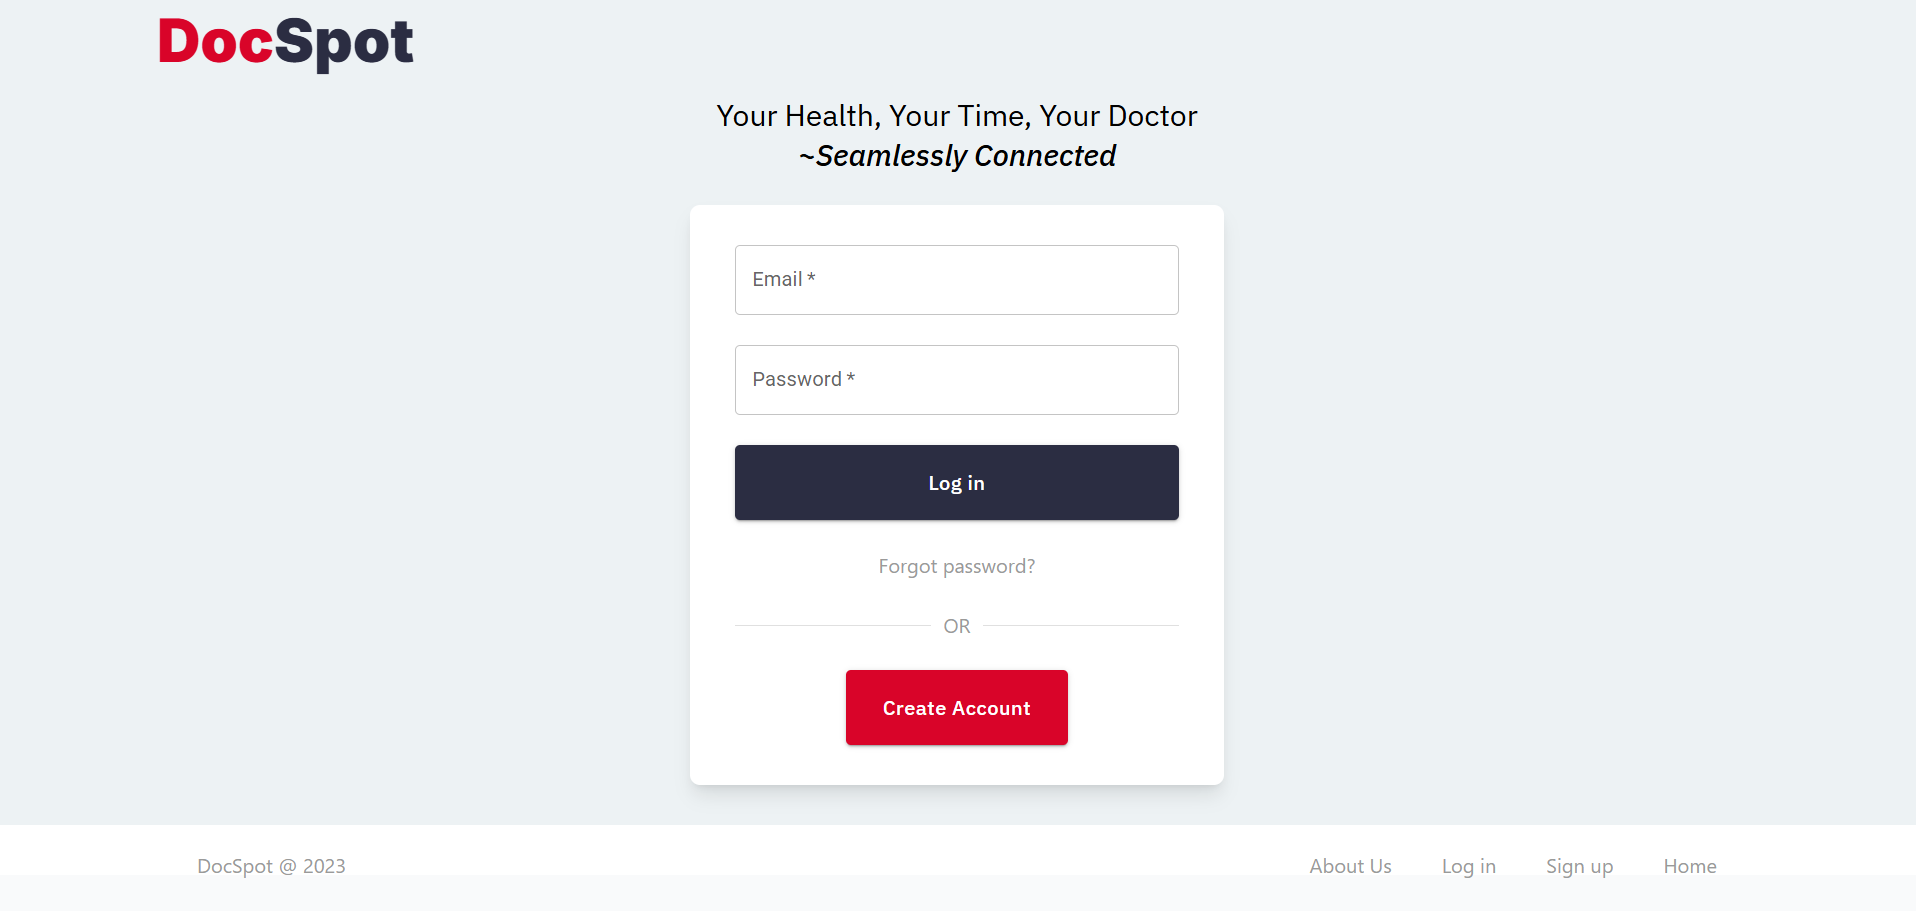 DocSpot
Your Health, Your Time, Your Doctor
~Seamlessly Connected
Email *
Password *
Log in
Forgot password?
OR
Create Account
DocSpot @ 2023
About Us
Log in
Sign up
Home